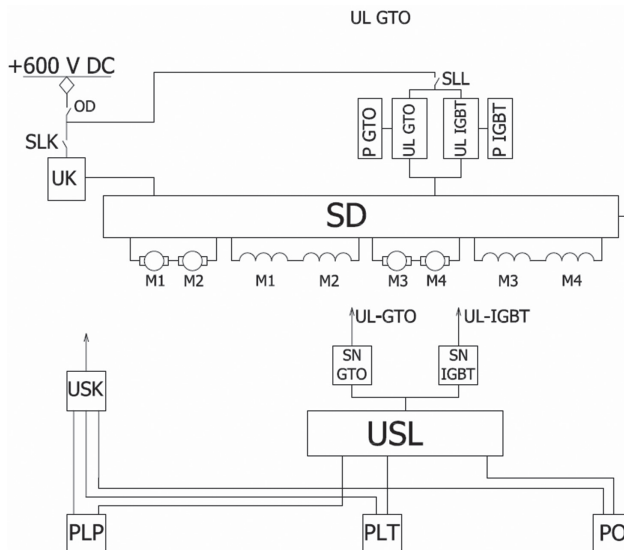 UL GTO
+600 V DC
OD
SLL
SLK
P GTO
UL GTO
UL IGBT
P IGBT
UK
SD
M1 M2 M1 M2 M3 M4 M3 M4
UL-GTO UL-IGBT
SN
GTO
SN
IGBT
USK
USL
PLP PLT PO